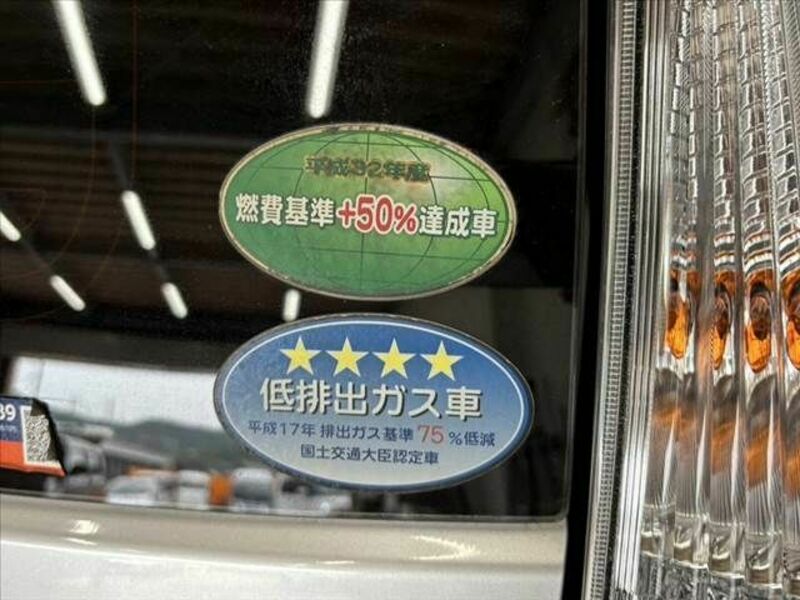 平成32年度
燃費基準+50%達成車
★★★★
低排出ガス車
平成17年 排出ガス基準 75 %低減
国土交通大臣認定車
39